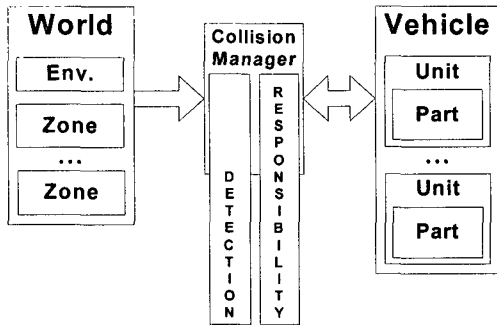 World
Env.
Zone
...
Zone
Collision
Manager
DETECTION
RESPONSIBILITY
Vehicle
Unit
Part
...
Unit
Part